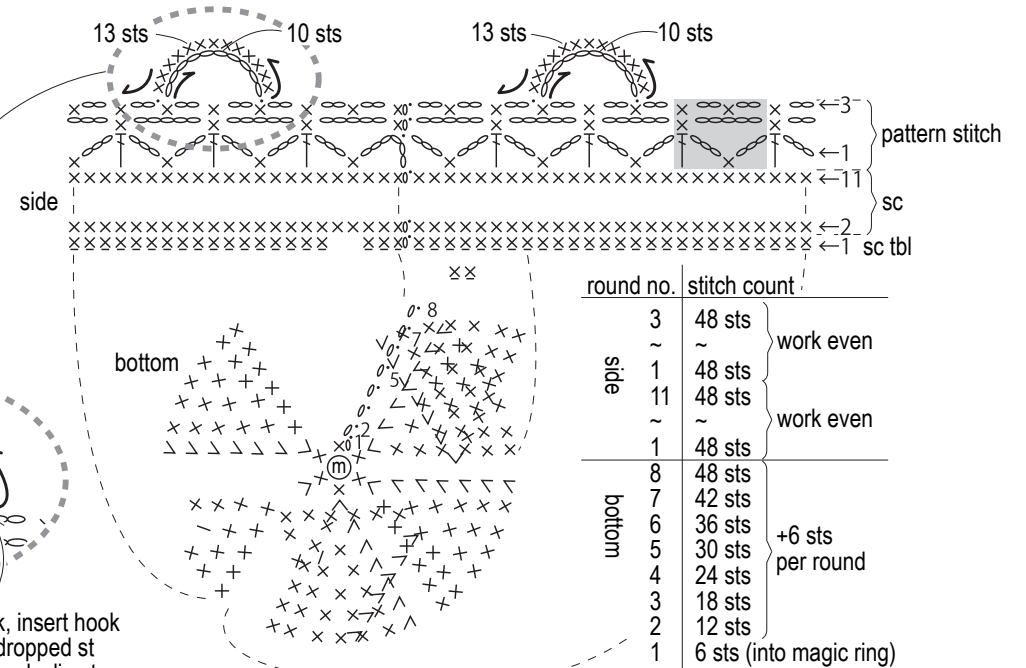 13 sts
10 sts
13 sts
10 sts
3
pattern stitch
1
11
side
sc
2
1 sc tbl
8
7
5
2
1
m
bottom
round no. stitch count
3 48 sts
~ ~ work even
1 48 sts
side
11 48 sts
~ ~ work even
1 48 sts
8 48 sts
7 42 sts
bottom
6 36 sts
5 30 sts
+6 sts
per round
4 24 sts
3 18 sts
2 12 sts
1 6 sts (into magic ring)
k, insert hook
dropped st